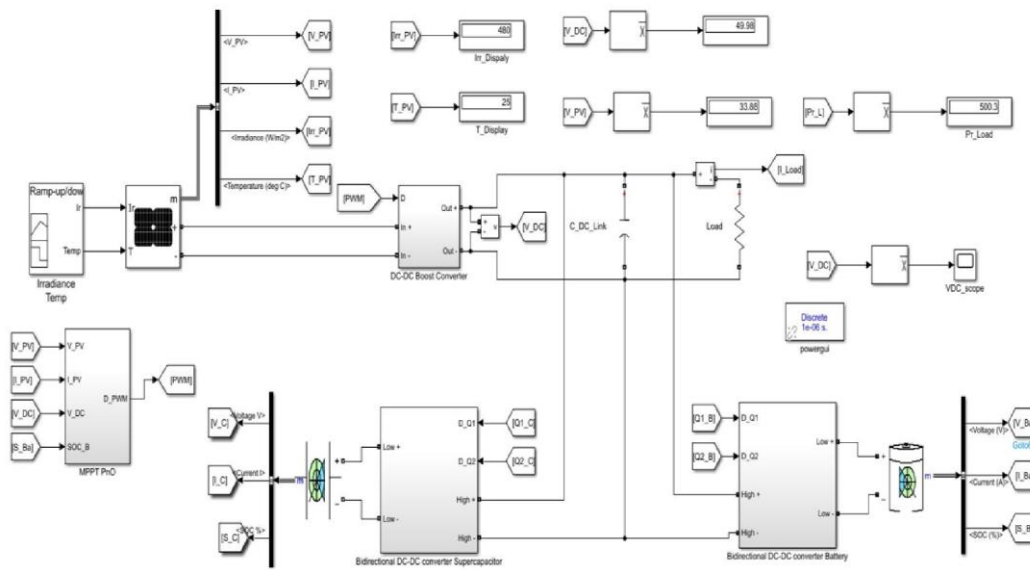 <V_PV>
[V_PV]
<I_PV>
[I_PV]
<Irradiance (W/m2)>
[Irr_PV]
<Temperature (deg C)>
[T_PV]
[Irr_PV]
480
Irr_Dispaly
[T_PV]
25
T_Display
[V_DC]
49.98
[V_PV]
33.88
[Pr_L]
500.3
Pr_Load
Ramp-up/dow
Ir
Temp
Irradiance
Temp
Ir
T
m
+
-
[PWM]
D
In +
In -
Out +
Out -
DC-DC Boost Converter
+
-
v
[V_DC]
C_DC_Link
+
i
-
[I_Load]
Load
[V_DC]
VDC_scope
Discrete
1e-06 s.
powergui
[V_PV]
[I_PV]
[V_DC]
[S_Ba]
V_PV
I_PV
V_DC
SOC_B
D_PWM
MPPT PnO
[PWM]
[V_C]
<Voltage V>
[I_C]
<Current I>
[S_C]
<SOC %>
m
+
-
Low +
Low -
D_Q1
D_Q2
High +
High -
[Q1_C]
[Q2_C]
Bidirectional DC-DC converter Supercapacitor
[Q1_B]
[Q2_B]
D_Q1
D_Q2
High +
High -
Low +
Low -
Bidirectional DC-DC converter Battery
+
-
m
<Voltage (V)>
[V_Ba
Goto
<Current (A)>
[I_Ba
<SOC (%)>
[S_B